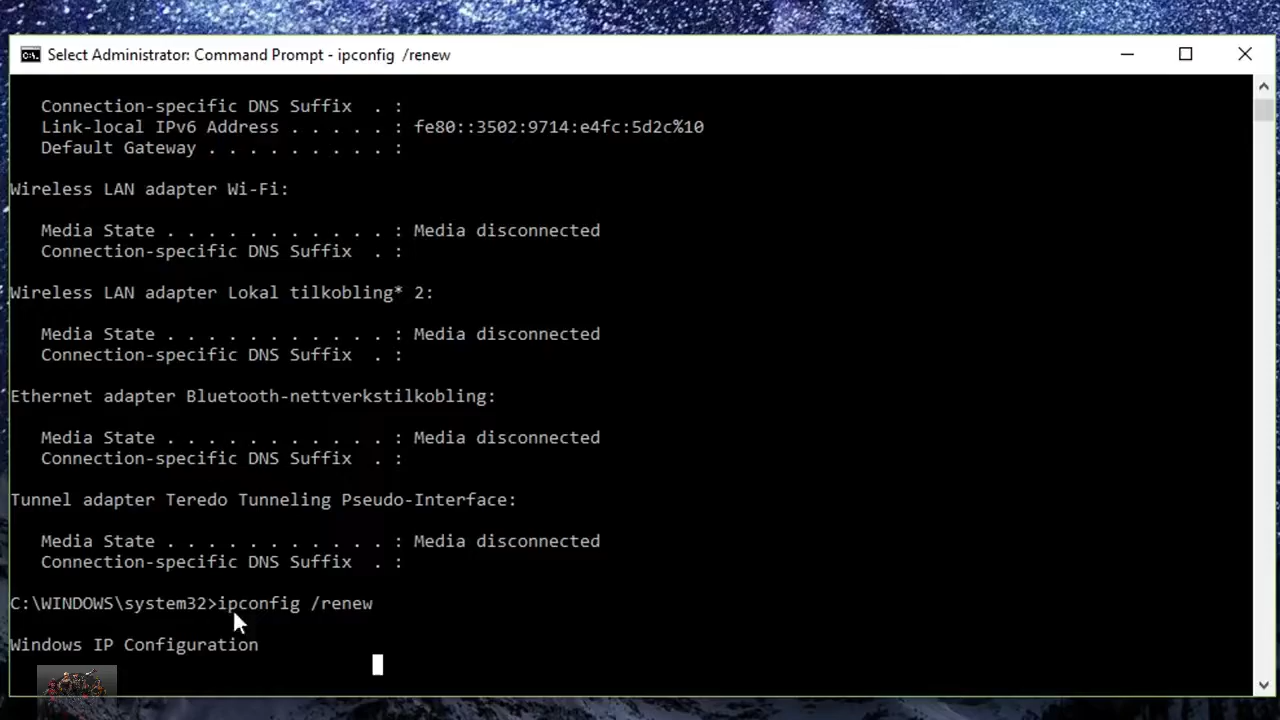 Select Administrator: Command Prompt - ipconfig /renew
Connection-specific DNS Suffix . :
Link-local IPv6 Address . . . . . : fe80::3502:9714:e4fc:5d2c%10
Default Gateway . . . . . . . . . :
Wireless LAN adapter Wi-Fi:
Media State . . . . . . . . . . . : Media disconnected
Connection-specific DNS Suffix . :
Wireless LAN adapter Lokal tilkobling* 2:
Media State . . . . . . . . . . . : Media disconnected
Connection-specific DNS Suffix . :
Ethernet adapter Bluetooth-nettverkstilkobling:
Media State . . . . . . . . . . . : Media disconnected
Connection-specific DNS Suffix . :
Tunnel adapter Teredo Tunneling Pseudo-Interface:
Media State . . . . . . . . . . . : Media disconnected
Connection-specific DNS Suffix . :
C:\WINDOWS\system32>ipconfig /renew
Windows IP Configuration